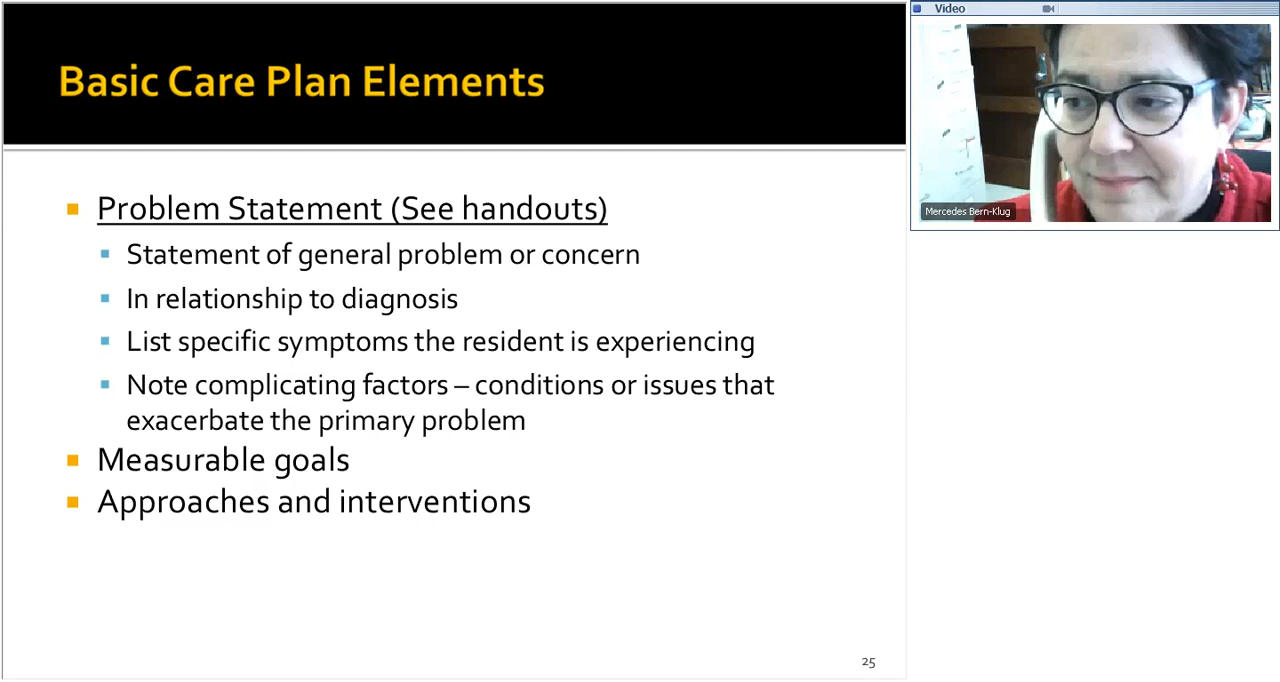 Basic Care Plan Elements
Problem Statement (See handouts)
Statement of general problem or concern
In relationship to diagnosis
List specific symptoms the resident is experiencing
Note complicating factors – conditions or issues that
exacerbate the primary problem
Measurable goals
Approaches and interventions
25
Video
Mercedes Bern-Klug